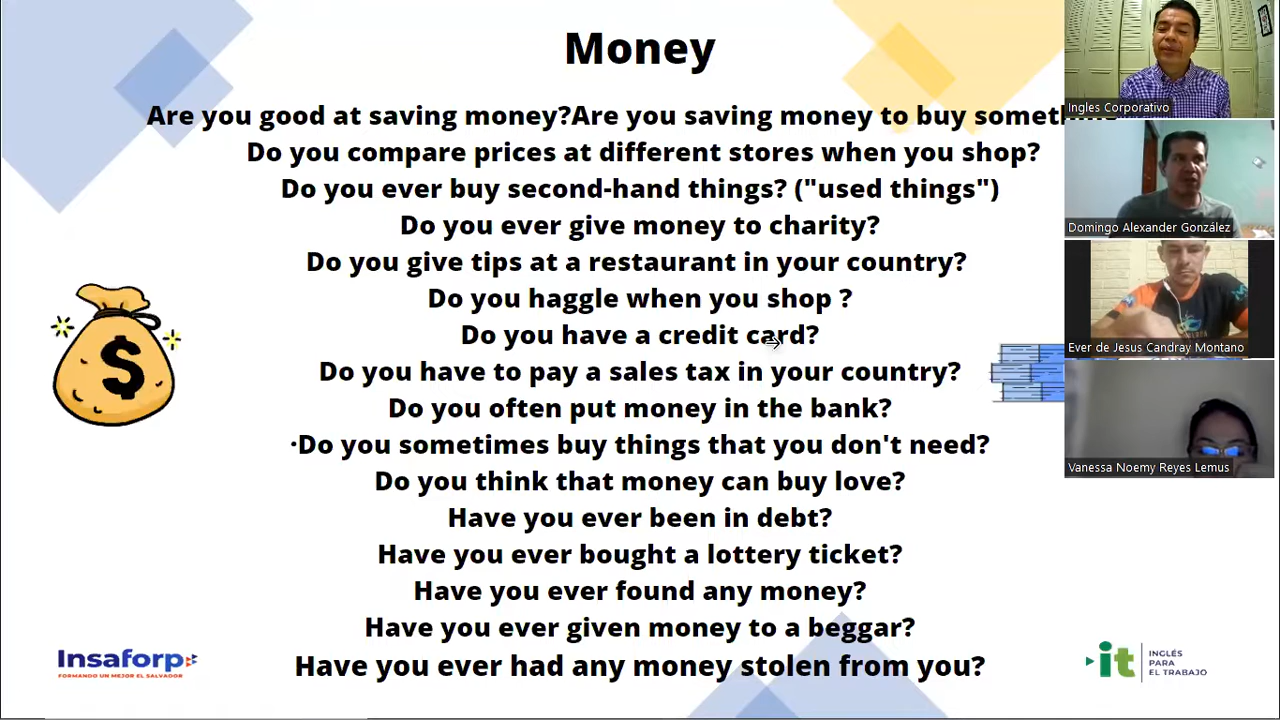 Money
Are you good at saving money?Are you saving money to buy
Do you compare prices at different stores when you shop?
Do you ever buy second-hand things? ("used things")
Do you ever give money to charity?
Do you give tips at a restaurant in your country?
Do you haggle when you shop ?
Do you have a credit card?
Do you have to pay a sales tax in your country?
Do you often put money in the bank?
·Do you sometimes buy things that you don't need?
Do you think that money can buy love?
Have you ever been in debt?
Have you ever bought a lottery ticket?
Have you ever found any money?
Have you ever given money to a beggar?
Have you ever had any money stolen from you?
$
Insaforp
FORMANDO UN MEJOR EL SALVADOR
it
INGLÉS
PARA
EL TRABAJO
Ingles Corporativo
Domingo Alexander González
Ever de Jesus Candray Montano
Vanessa Noemy Reyes Lemus